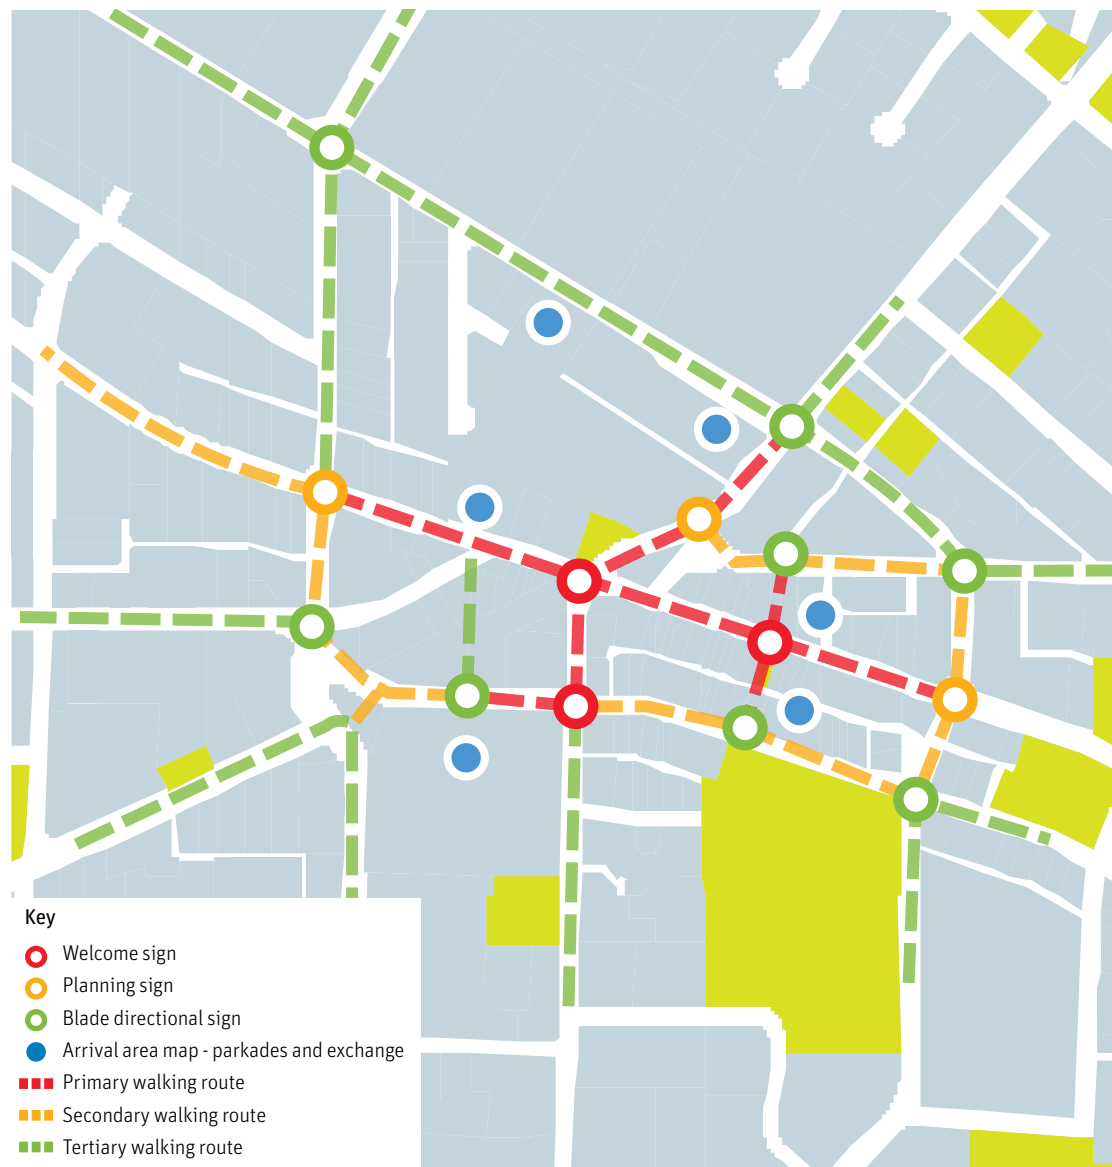 Key
Welcome sign
Planning sign
Blade directional sign
Arrival area map - parkades and exchange
Primary walking route
Secondary walking route
Tertiary walking route